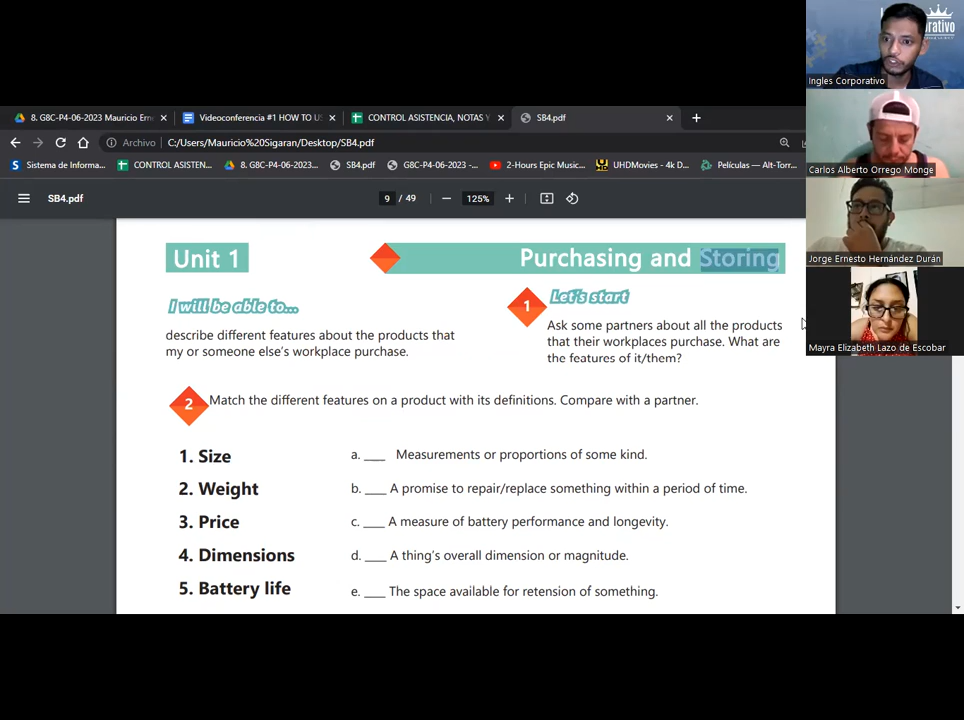 8. G8C-P4-06-2023 Mauricio Ern
Videoconferencia #1 HOW TO U
CONTROL ASISTENCIA, NOTAS Y
SB4.pdf
Archivo
C:/Users/Mauricio%20Sigaran/Desktop/SB4.pdf
Sistema de Informa...
CONTROL ASISTEN...
8. G8C-P4-06-2023...
SB4.pdf
G8C-P4-06-2023 -...
2-Hours Epic Music...
UHDMovies - 4k D...
Películas — Alt-Torr...
SB4.pdf
9 / 49
125%
Unit 1
Purchasing and Storing
I will be able to...
describe different features about the products that
my or someone else's workplace purchase.
1
Let's start
Ask some partners about all the products
that their workplaces purchase. What are
the features of it/them?
2
Match the different features on a product with its definitions. Compare with a partner.
1. Size
a. ___ Measurements or proportions of some kind.
2. Weight
b. ___ A promise to repair/replace something within a period of time.
3. Price
c. ___ A measure of battery performance and longevity.
4. Dimensions
d. ___ A thing's overall dimension or magnitude.
5. Battery life
e. ___ The space available for retention of something.
Ingles Corporativo
Carlos Alberto Orrego Monge
Jorge Ernesto Hernández Durán
Mayra Elizabeth Lazo de Escobar